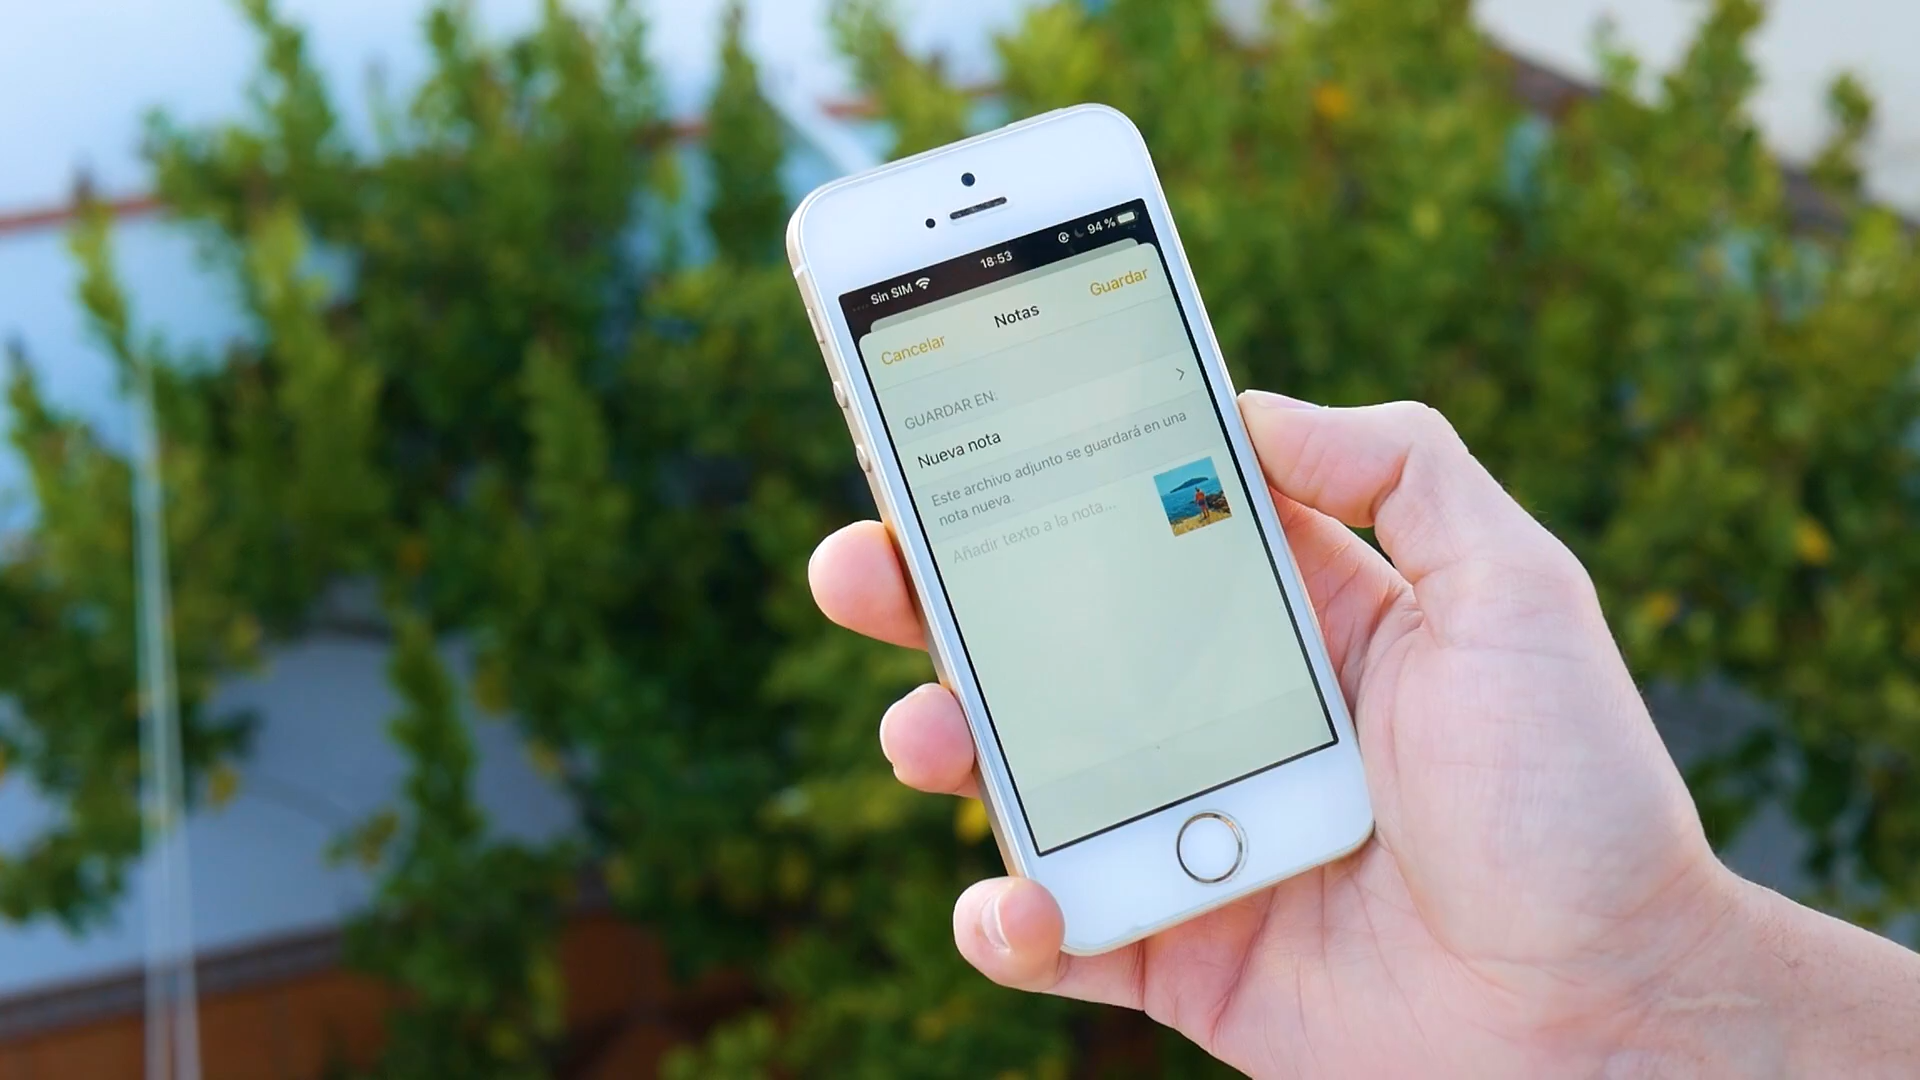 Sin SIM 18:53 94 %
Cancelar Notas Guardar
GUARDAR EN:
Nueva nota
Este archivo adjunto se guardará en una
nota nueva.
Añadir texto a la nota...